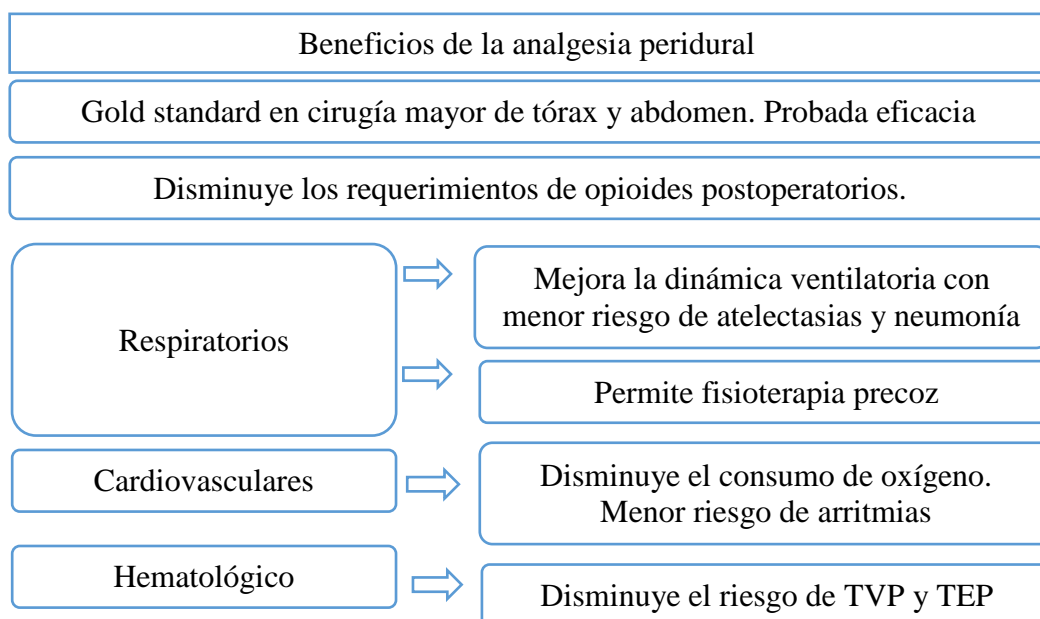 Beneficios de la analgesia peridural
Gold standard en cirugía mayor de tórax y abdomen. Probada eficacia
Disminuye los requerimientos de opioides postoperatorios.
Respiratorios
Mejora la dinámica ventilatoria con
menor riesgo de atelectasias y neumonía
Permite fisioterapia precoz
Cardiovasculares
Disminuye el consumo de oxígeno.
Menor riesgo de arritmias
Hematológico
Disminuye el riesgo de TVP y TEP